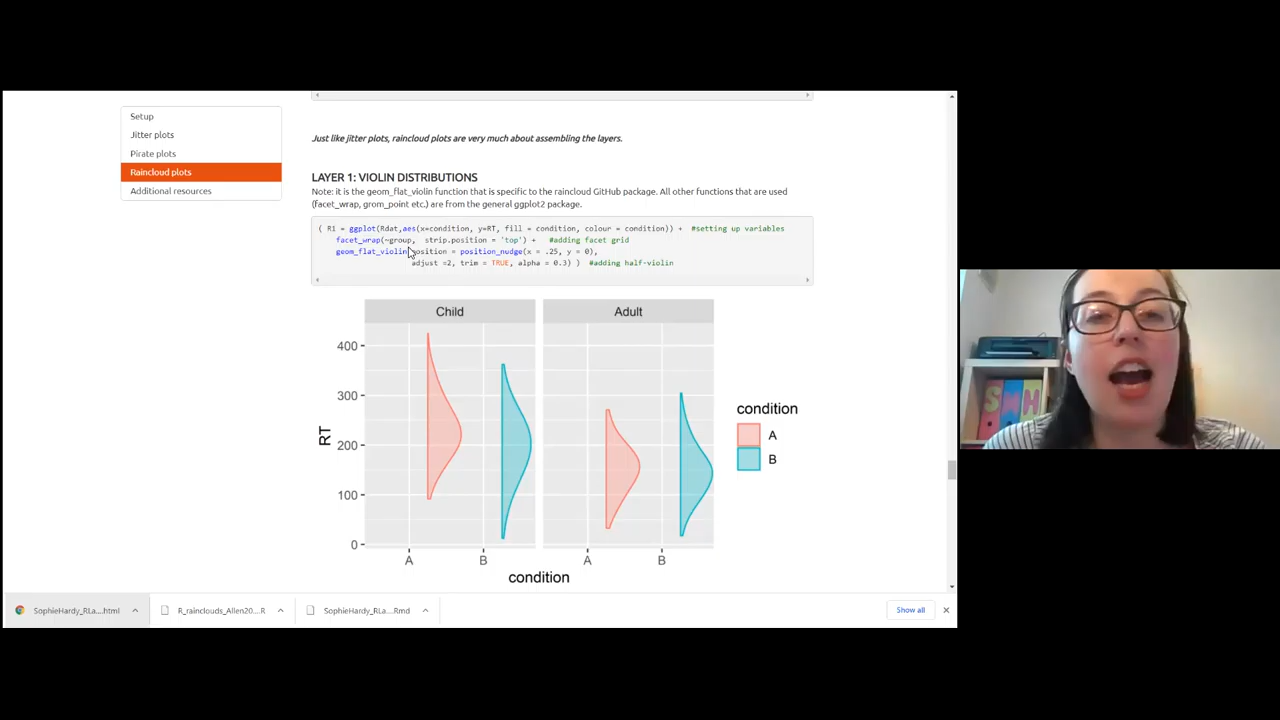 Setup
Jitter plots
Pirate plots
Raincloud plots
Additional resources
Just like jitter plots, raincloud plots are very much about assembling the layers.
LAYER 1: VIOLIN DISTRIBUTIONS
Note: it is the geom_flat_violin function that is specific to the raincloud GitHub package. All other functions that are used
(facet_wrap, grom_point etc.) are from the general ggplot2 package.
( R1 = ggplot(Rdat,aes(x=condition, y=RT, fill = condition, colour = condition)) + #setting up variables
facet_wrap(~group, strip.position = 'top') + #adding facet grid
geom_flat_violin(position = position_nudge(x = .25, y = 0),
adjust =2, trim = TRUE, alpha = 0.3) ) #adding half-violin
Child
Adult
400
300
200
100
0
RT
A
B
A
B
condition
condition
A
B
SMH
SophieHardy_RLa....html
R_rainclouds_Allen20....R
SophieHardy_RLa....Rmd
Show all